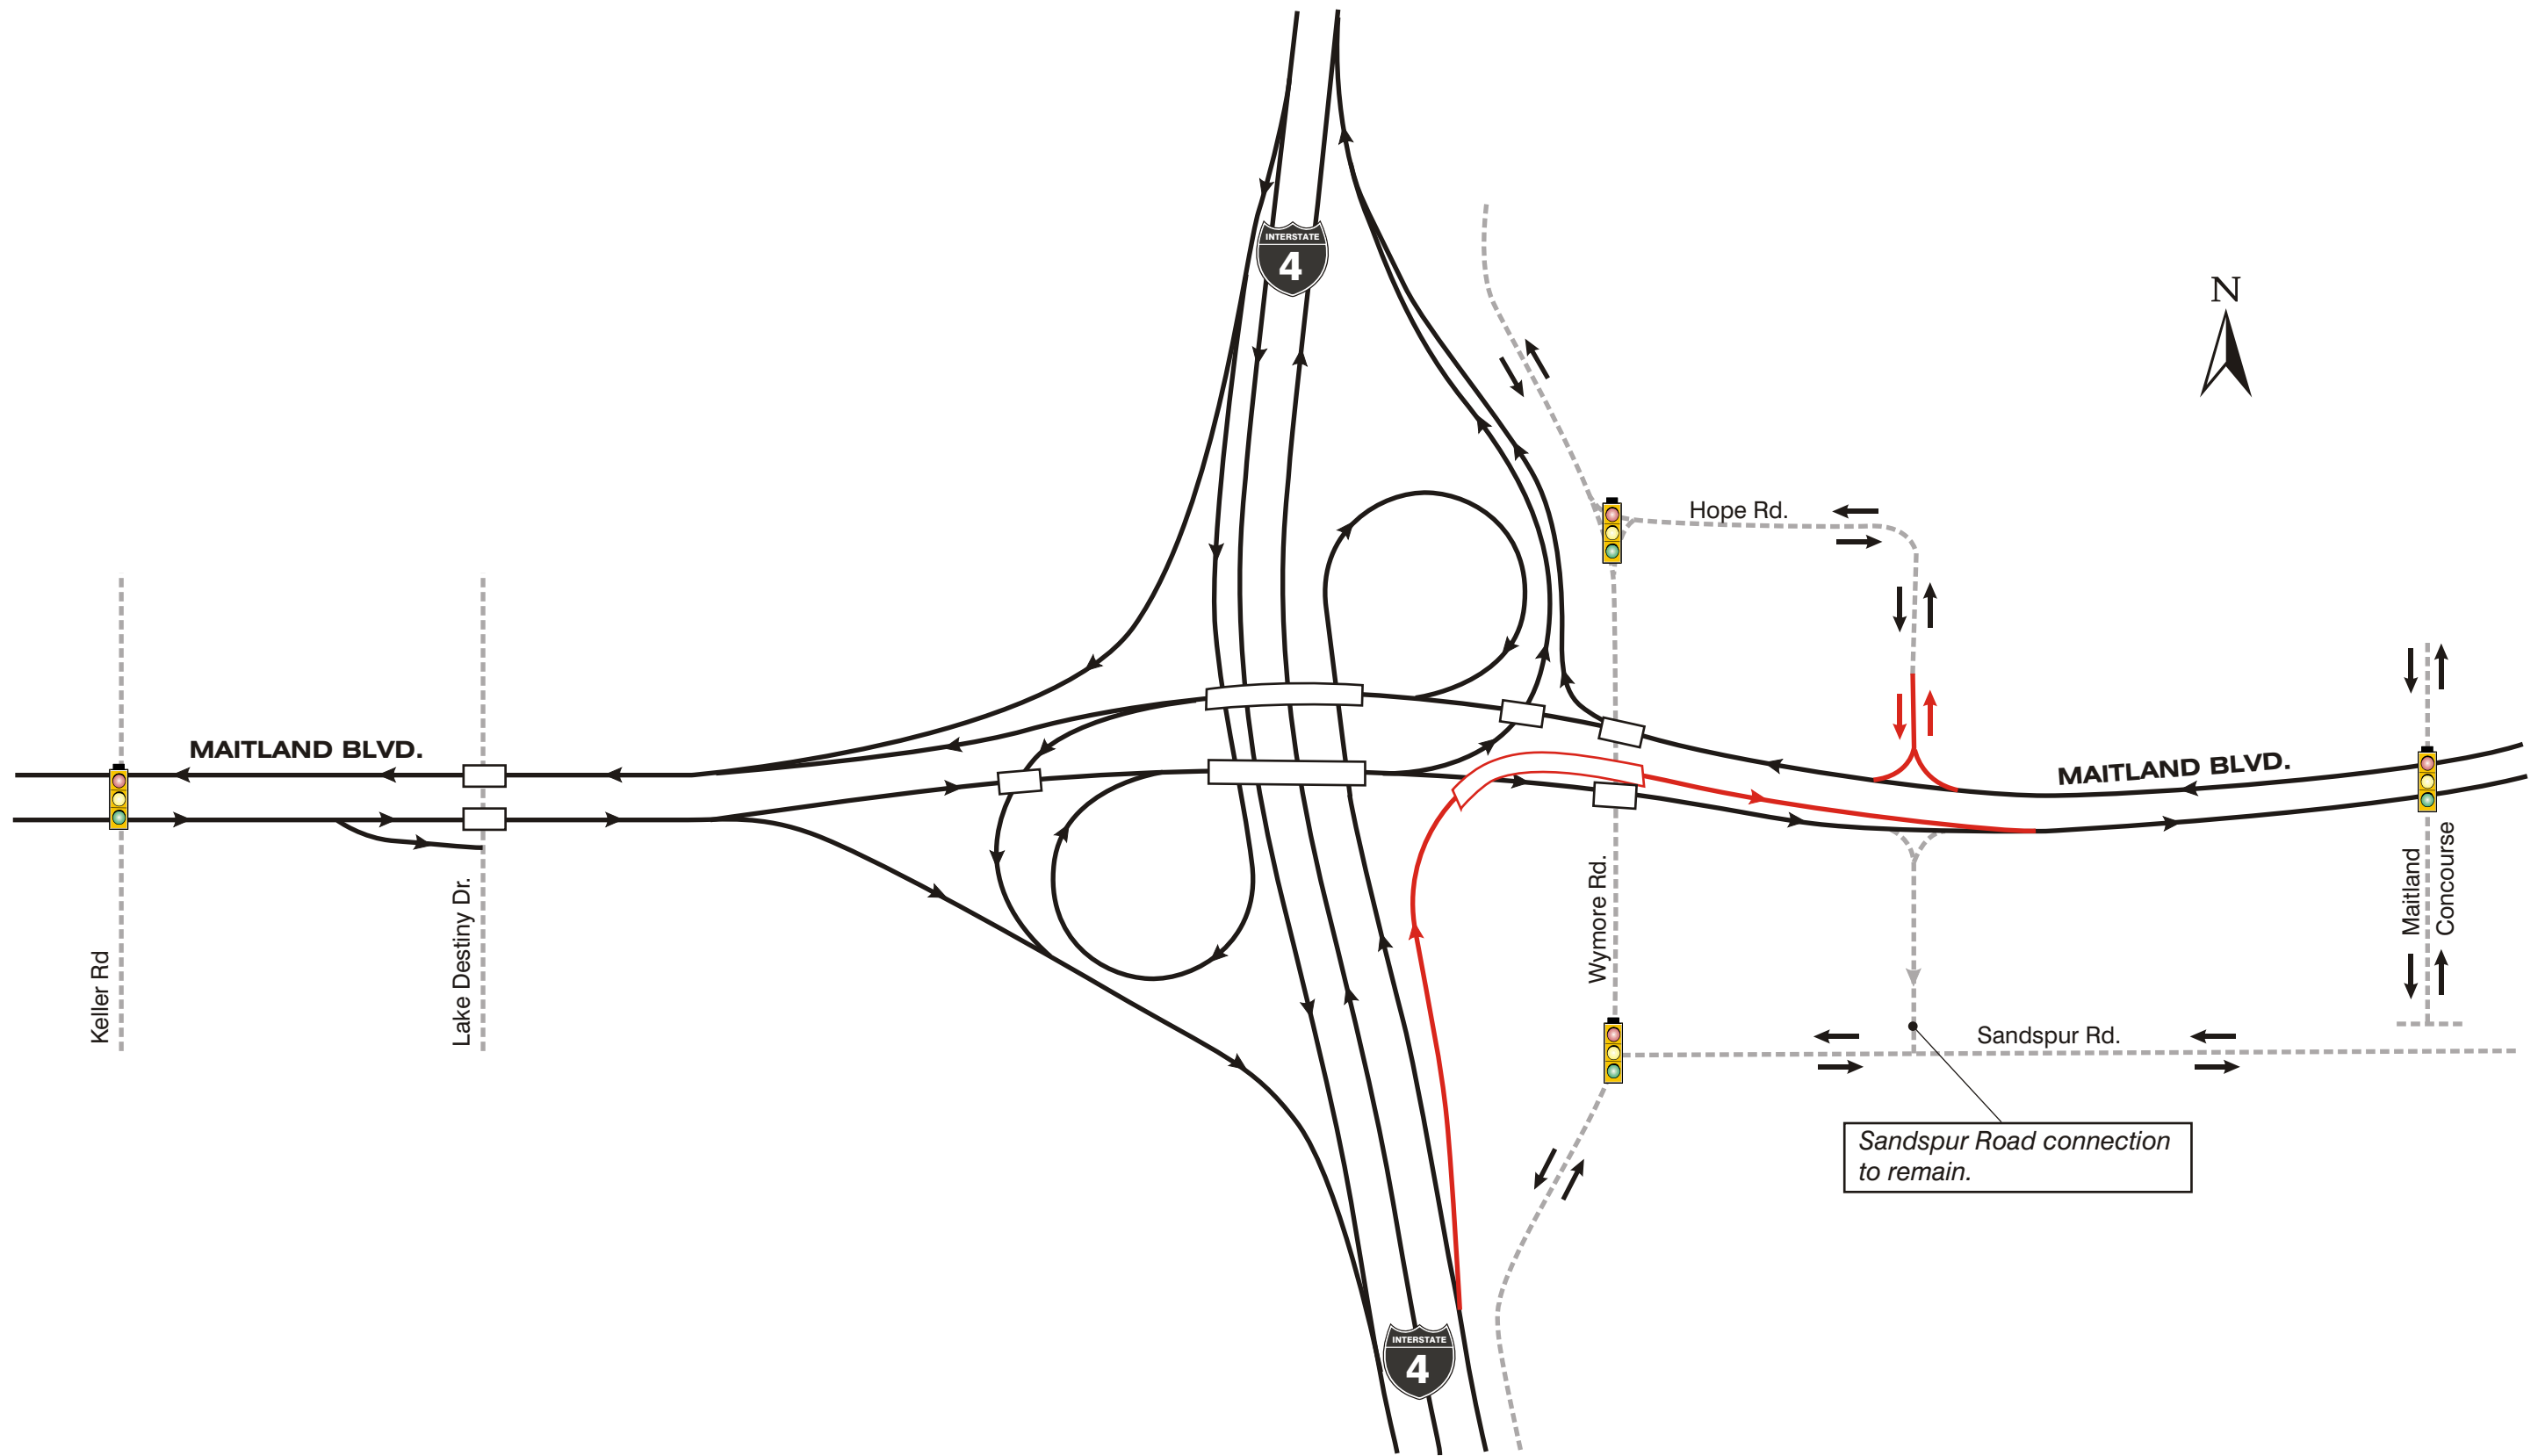 INTERSTATE
4
N
Hope Rd.
MAITLAND BLVD.
MAITLAND BLVD.
Keller Rd
Lake Destiny Dr.
Wymore Rd.
Maitland
Concourse
Sandspur Rd.
Sandspur Road connection
to remain.
INTERSTATE
4